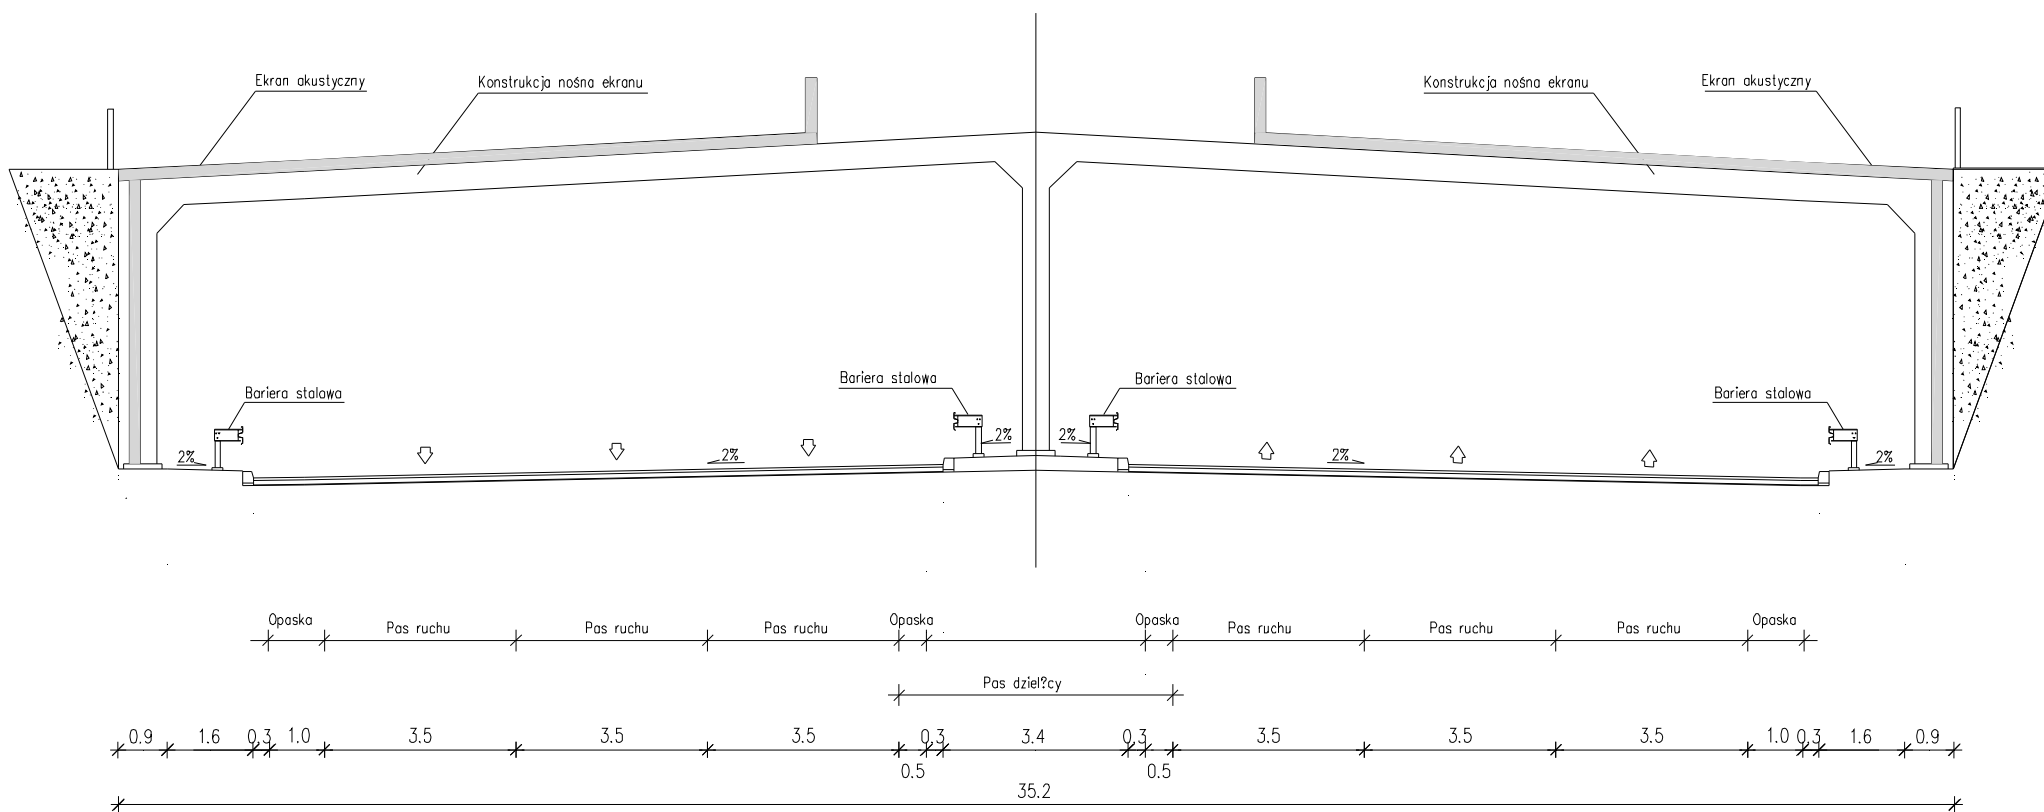 Ekran akustyczny
Konstrukcja nośna ekranu
Konstrukcja nośna ekranu
Ekran akustyczny
Bariera stalowa
Bariera stalowa
Bariera stalowa
Bariera stalowa
2%
2%
2%
2%
2%
2%
Opaska
Pas ruchu
Pas ruchu
Pas ruchu
Opaska
Opaska
Pas ruchu
Pas ruchu
Pas ruchu
Opaska
Pas dziel?cy
0.9 1.6 0.3 1.0 3.5 3.5 3.5 0.3 3.4 0.3 3.5 3.5 3.5 1.0 0.3 1.6 0.9
0.5 0.5
35.2